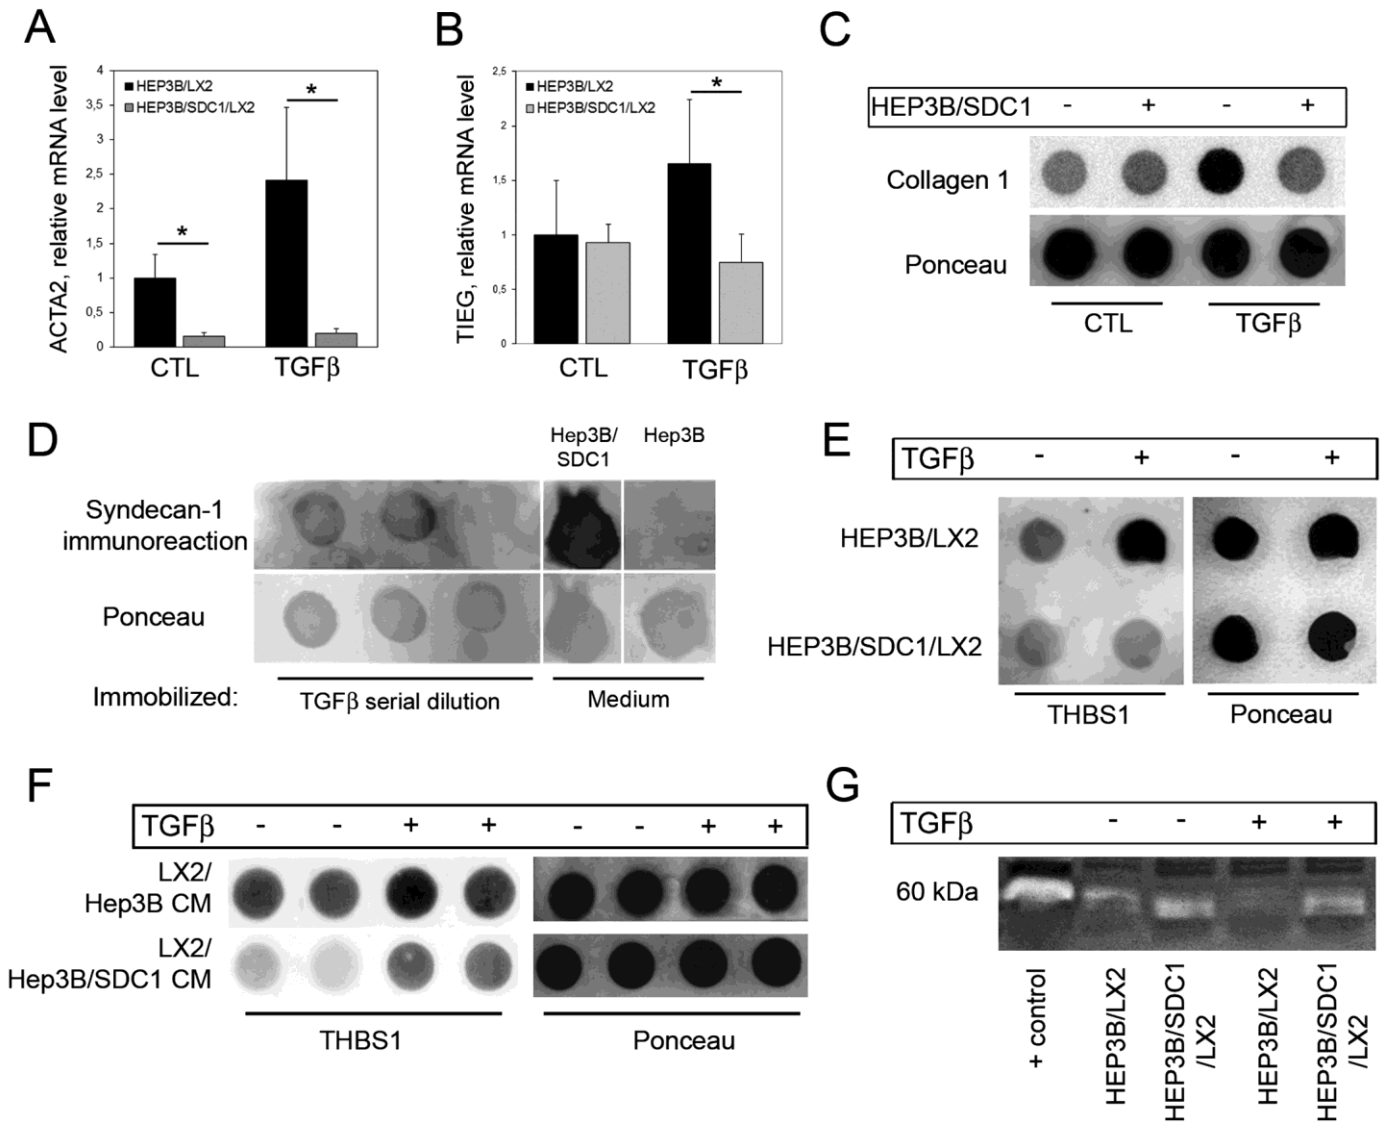 A
ACTA2, relative mRNA level
4
3,5
3
2,5
2
1,5
1
0,5
0
HEP3B/LX2
HEP3B/SDC1/LX2
*
*
CTL
TGFβ
B
TIEG, relative mRNA level
2,5
2
1,5
1
0,5
0
HEP3B/LX2
HEP3B/SDC1/LX2
*
CTL
TGFβ
C
HEP3B/SDC1 - + - +
Collagen 1
Ponceau
CTL
TGFβ
D
Hep3B/
SDC1
Hep3B
Syndecan-1
immunoreaction
Ponceau
Immobilized:
TGFβ serial dilution
Medium
E
TGFβ - + - +
HEP3B/LX2
HEP3B/SDC1/LX2
THBS1
Ponceau
F
TGFβ - - + + - - + +
LX2/
Hep3B CM
LX2/
Hep3B/SDC1 CM
THBS1
Ponceau
G
TGFβ - - + +
60 kDa
+ control
HEP3B/LX2
HEP3B/SDC1
/LX2
HEP3B/LX2
HEP3B/SDC1
/LX2